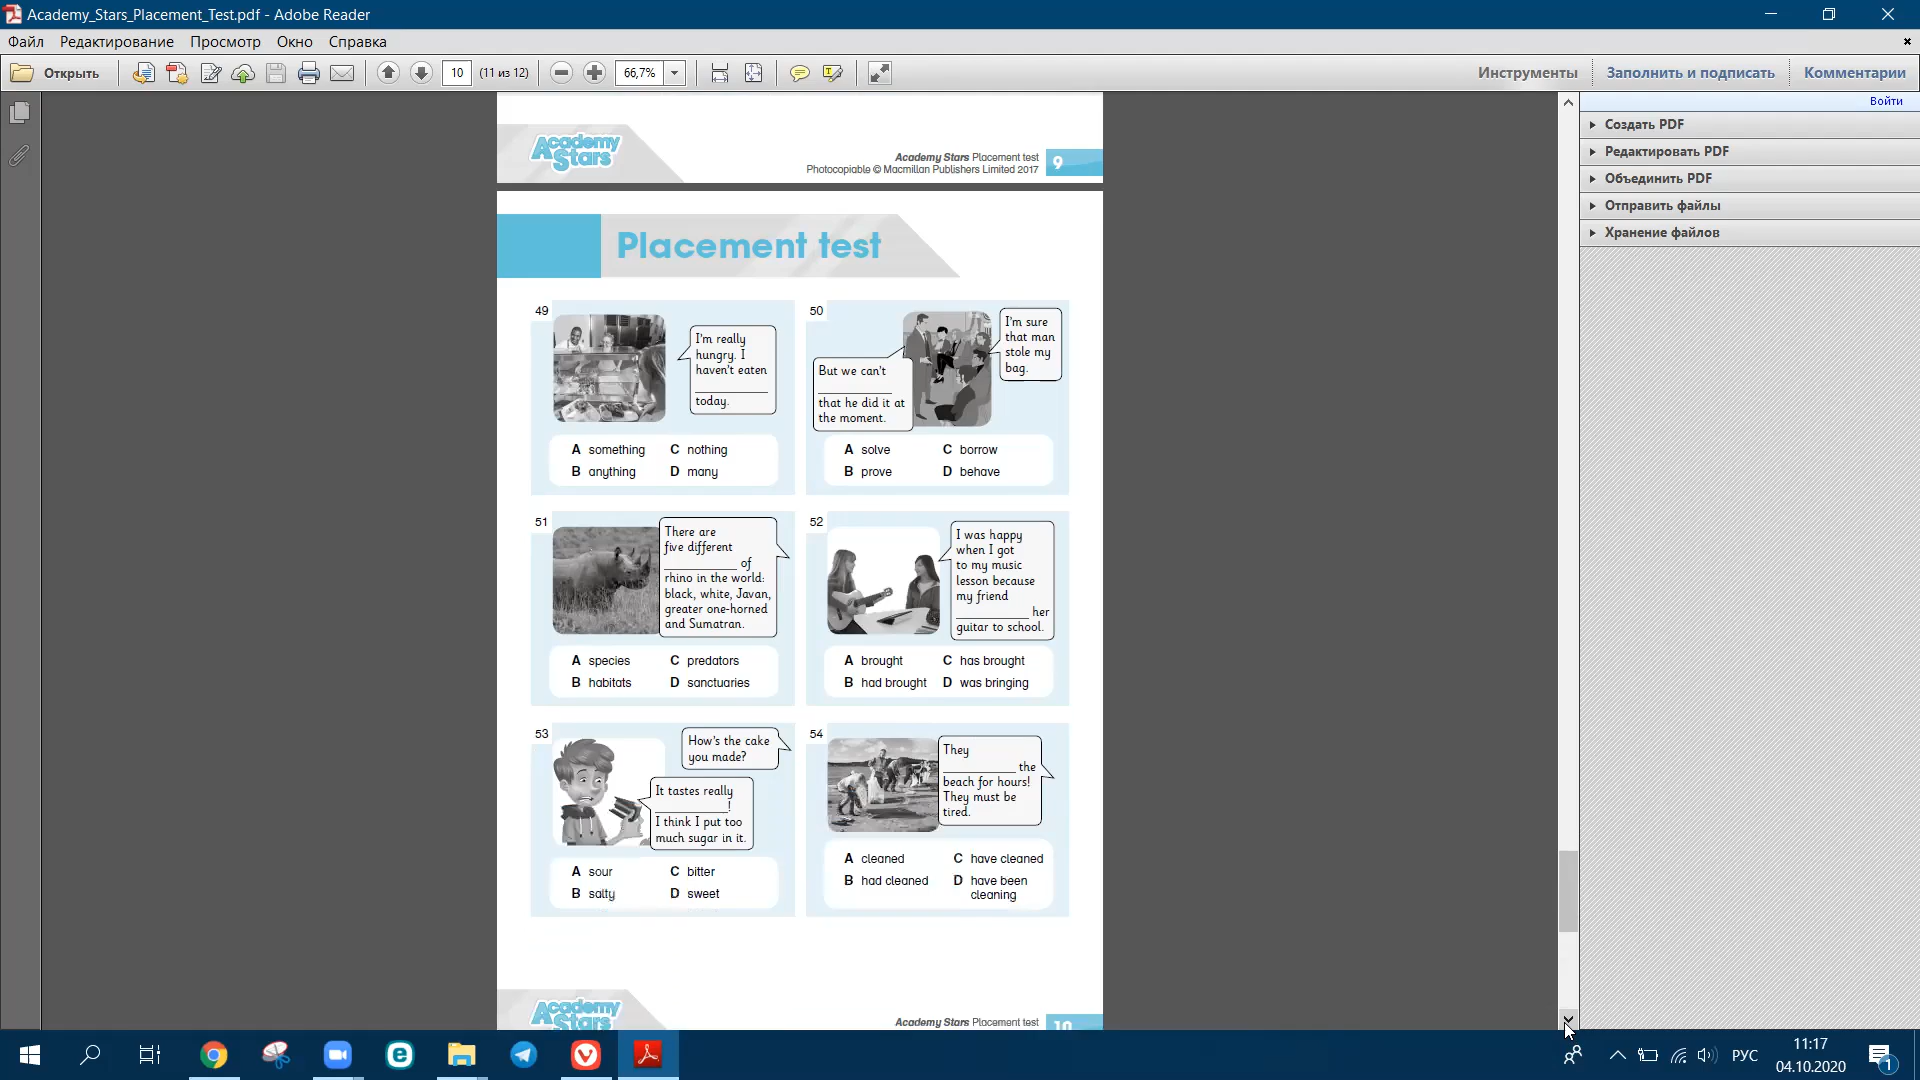 Academy_Stars_Placement_Test.pdf - Adobe Reader
Файл Редактирование Просмотр Окно Справка
Открыть 10 (11 из 12) 66,7% Инструменты Заполнить и подписать Комментарии
Войти
Создать PDF
Редактировать PDF
Объединить PDF
Отправить файлы
Хранение файлов
Academy
Stars
Academy Stars Placement test
Photocopiable © Macmillan Publishers Limited 2017
9
Placement test
49
I'm really
hungry. I
haven't eaten
____________
today.
A something C nothing
B anything D many
50
I'm sure
that man
stole my
bag.
But we can't
____________
that he did it at
the moment.
A solve C borrow
B prove D behave
51
There are
five different
____________ of
rhino in the world:
black, white, Javan,
greater one-horned
and Sumatran.
A species C predators
B habitats D sanctuaries
52
I was happy
when I got
to my music
lesson because
my friend
____________ her
guitar to school.
A brought C has brought
B had brought D was bringing
53
How's the cake
you made?
It tastes really
____________!
I think I put too
much sugar in it.
A sour C bitter
B salty D sweet
54
They
____________ the
beach for hours!
They must be
tired.
A cleaned C have cleaned
B had cleaned D have been
cleaning
Academy
Stars
Academy Stars Placement test
10
РУС
11:17
04.10.2020
1